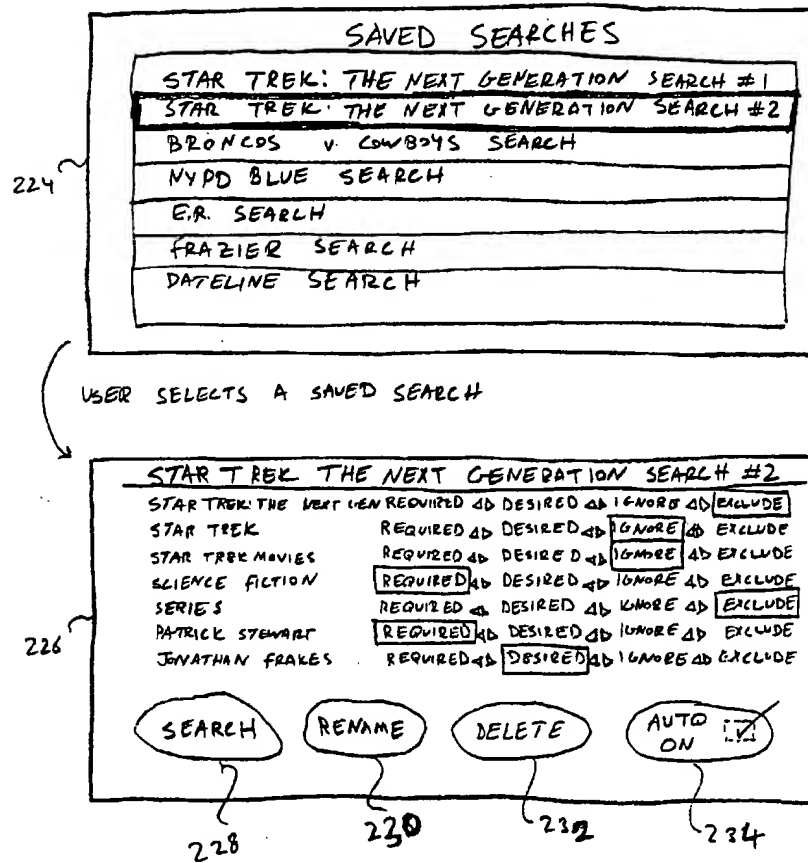 SAVED SEARCHES
STAR TREK: THE NEXT GENERATION SEARCH #1
STAR TREK: THE NEXT GENERATION SEARCH #2
BRONCOS v. COWBOYS SEARCH
NYPD BLUE SEARCH
E.R. SEARCH
FRAZIER SEARCH
DATELINE SEARCH
224
USER SELECTS A SAVED SEARCH
STAR TREK THE NEXT GENERATION SEARCH #2
STAR TREK: THE NEXT GEN REQUIRED ◁▷ DESIRED ◁▷ IGNORE ◁▷ EXCLUDE
STAR TREK REQUIRED ◁▷ DESIRED ◁▷ IGNORE ◁▷ EXCLUDE
STAR TREK MOVIES REQUIRED ◁▷ DESIRED ◁▷ IGNORE ◁▷ EXCLUDE
SCIENCE FICTION REQUIRED ◁▷ DESIRED ◁▷ IGNORE ◁▷ EXCLUDE
SERIES REQUIRED ◁▷ DESIRED ◁▷ IGNORE ◁▷ EXCLUDE
PATRICK STEWART REQUIRED ◁▷ DESIRED ◁▷ IGNORE ◁▷ EXCLUDE
JONATHAN FRAKES REQUIRED ◁▷ DESIRED ◁▷ IGNORE ◁▷ EXCLUDE
226
SEARCH RENAME DELETE AUTO ON
228 230 232 234